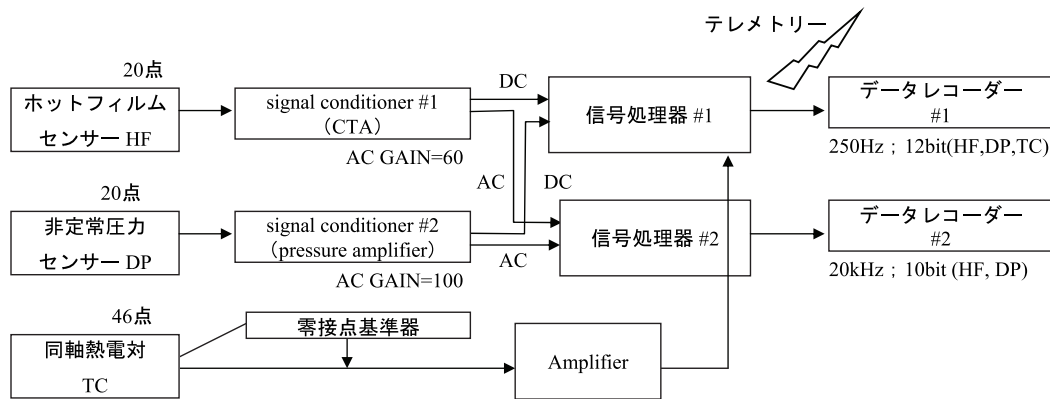 テレメトリー
20点
ホットフィルム
センサー HF
signal conditioner #1
（CTA）
AC GAIN=60
DC
AC
信号処理器 #1
データレコーダー
#1
250Hz；12bit(HF,DP,TC)
20点
非定常圧力
センサー DP
signal conditioner #2
（pressure amplifier）
AC GAIN=100
DC
AC
信号処理器 #2
データレコーダー
#2
20kHz；10bit (HF, DP)
46点
同軸熱電対
TC
零接点基準器
Amplifier